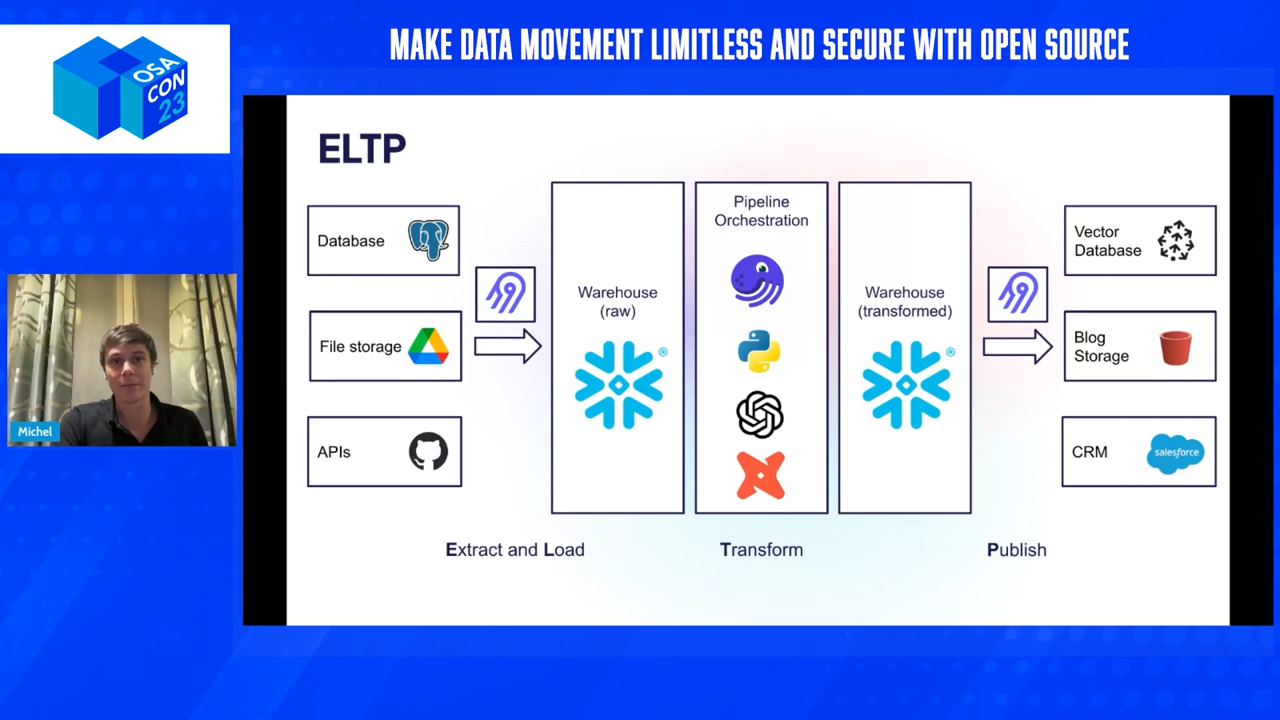 MAKE DATA MOVEMENT LIMITLESS AND SECURE WITH OPEN SOURCE
OSA
CON
23
Michel
ELTP
Database
File storage
APIs
Warehouse
(raw)
®
Pipeline
Orchestration
Warehouse
(transformed)
®
Vector
Database
Blog
Storage
CRM
salesforce
Extract and Load
Transform
Publish